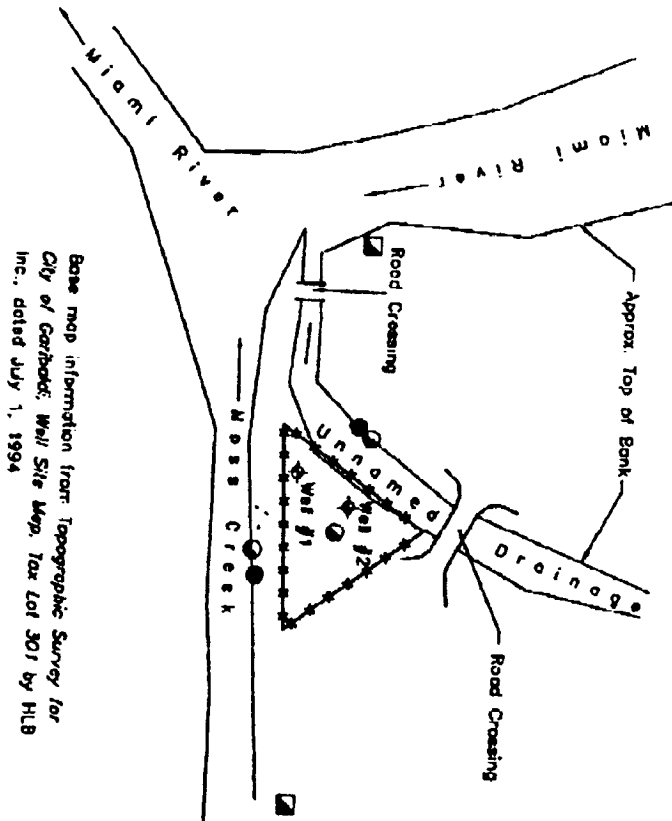 Miami River
Miami River
Approx. Top of Bank
Road Crossing
Unnamed
Drainage
Road Crossing
Well #1
Well #2
Moss Creek
Base map information from: Topographic Survey for
City of Garibaldi, Well Site Map, Tax Lot 301 by HLB
Inc., dated July 1, 1994